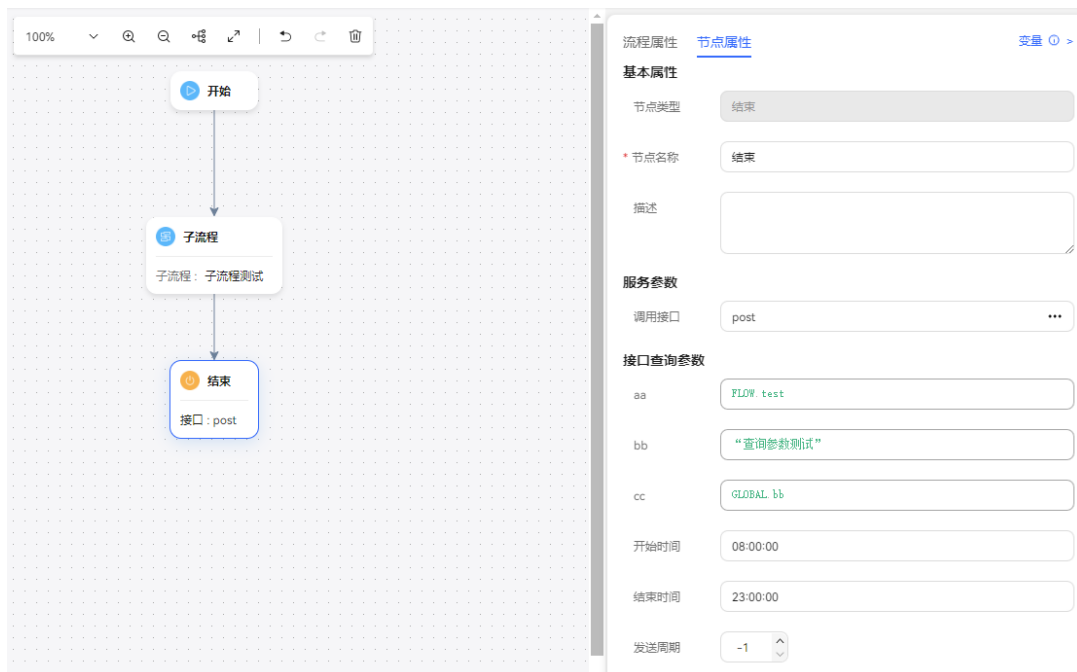 100%
开始
子流程
子流程 : 子流程测试
结束
接口 : post
流程属性 节点属性 变量 >
基本属性
节点类型 结束
* 节点名称 结束
描述
服务参数
调用接口 post •••
接口查询参数
aa FLOW.test
bb “查询参数测试”
cc GLOBAL.bb
开始时间 08:00:00
结束时间 23:00:00
发送周期 -1